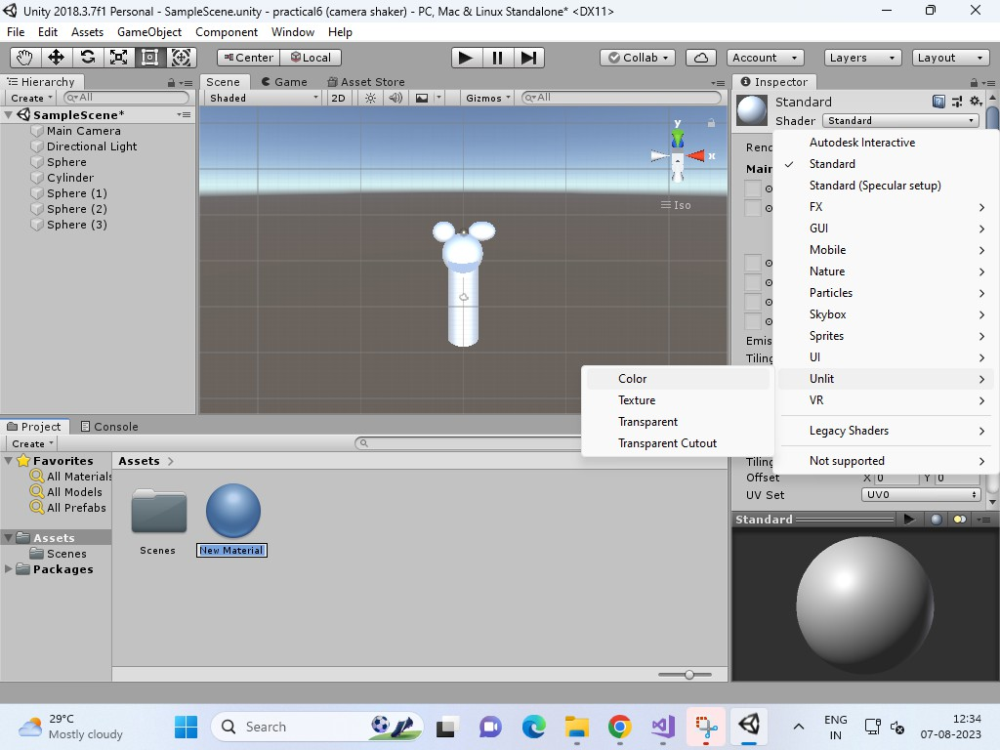 Unity 2018.3.7f1 Personal - SampleScene.unity - practical6 (camera shaker) - PC, Mac & Linux Standalone* <DX11>
File Edit Assets GameObject Component Window Help
Center Local Collab Account Layers Layout
Hierarchy
Create All
SampleScene*
Main Camera
Directional Light
Sphere
Cylinder
Sphere (1)
Sphere (2)
Sphere (3)
Scene Game Asset Store
Shaded 2D Gizmos All
y
x
Iso
Inspector
Standard
Shader Standard
Autodesk Interactive
Standard
Standard (Specular setup)
FX
GUI
Mobile
Nature
Particles
Skybox
Sprites
UI
Unlit
VR
Legacy Shaders
Not supported
Color
Texture
Transparent
Transparent Cutout
Rend
Main
Emis
Tiling
Tiling
Offset X 0 Y 0
UV Set UV0
Standard
Project Console
Create
Favorites
All Materials
All Models
All Prefabs
Assets
Scenes
Packages
Assets
Scenes
New Material
29°C
Mostly cloudy
Search
ENG
IN
12:34
07-08-2023